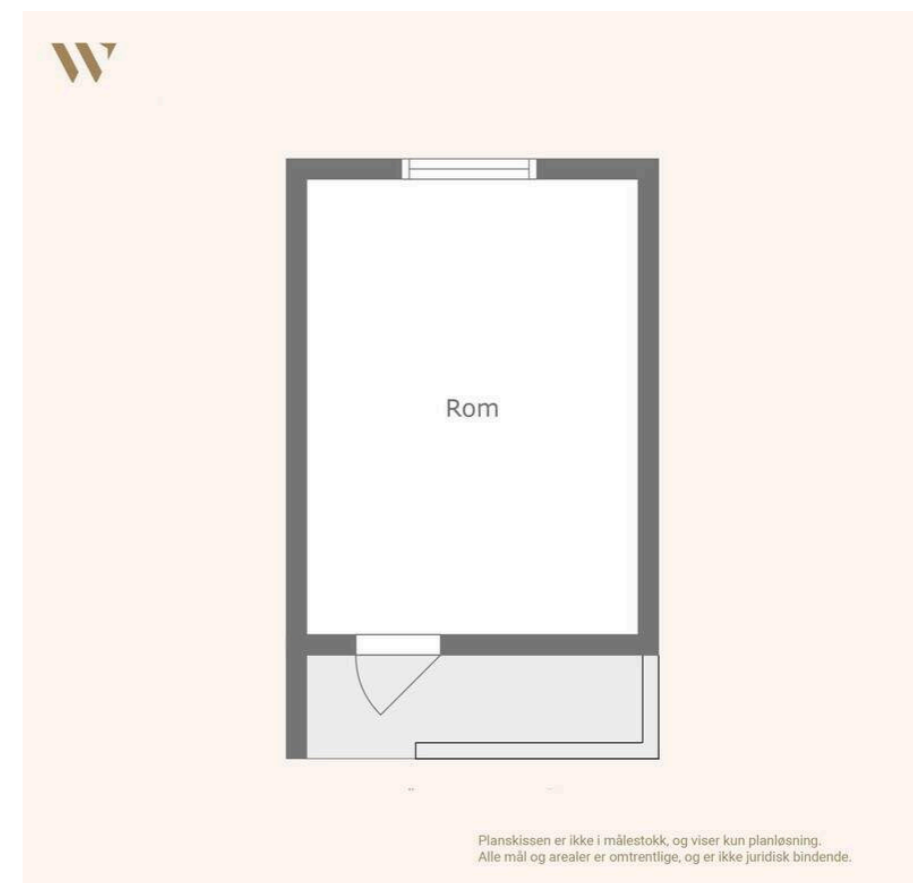 W
Rom
Planskissen er ikke i målestokk, og viser kun planløsning.
Alle mål og arealer er omtrentlige, og er ikke juridisk bindende.